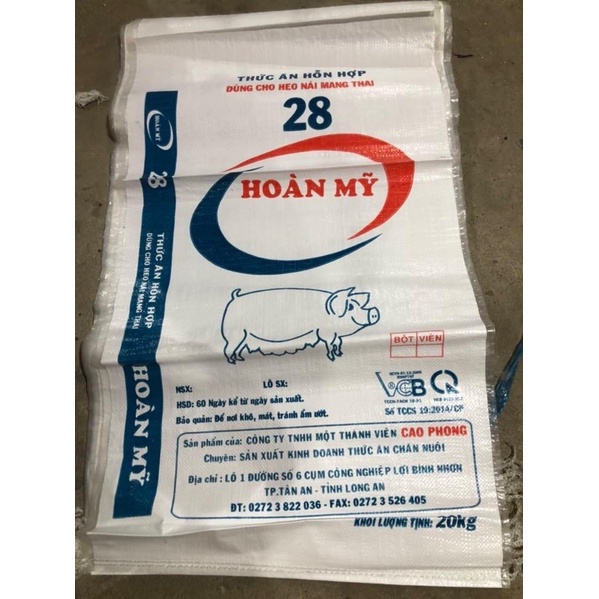 THỨC ĂN HỖN HỢP
DÙNG CHO HEO NÁI MANG THAI
28
HOÀN MỸ
BỘT VIÊN
NSX: LÔ SX:
HSD: 60 Ngày kể từ ngày sản xuất.
Bảo quản: Để nơi khô, mát, tránh ẩm ướt.
VCB
Số TCCS 19:2014/CP
Sản phẩm của: CÔNG TY TNHH MỘT THÀNH VIÊN CAO PHONG
Chuyên: SẢN XUẤT KINH DOANH THỨC ĂN CHĂN NUÔI
Địa chỉ: LÔ 1 ĐƯỜNG SỐ 6 CỤM CÔNG NGHIỆP LỢI BÌNH NHƠN
TP.TÂN AN - TỈNH LONG AN
ĐT: 0272 3 822 036 - FAX: 0272 3 526 405
KHỐI LƯỢNG TỊNH: 20kg
HOÀN MỸ
28
THỨC ĂN HỖN HỢP
DÙNG CHO HEO NÁI MANG THAI
HOÀN MỸ